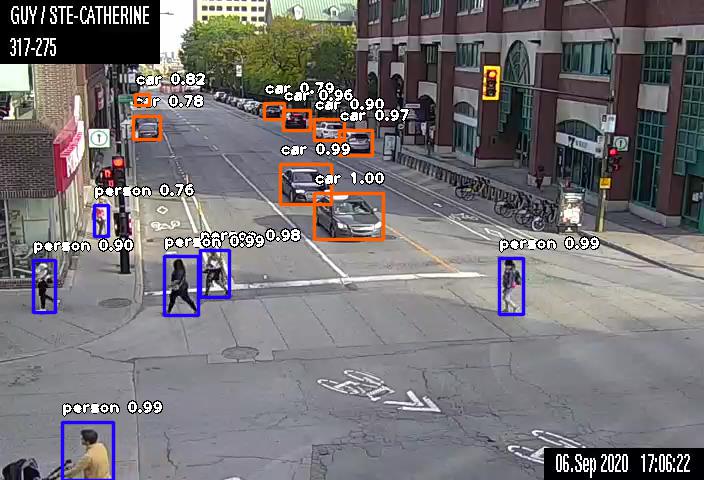 GUY / STE-CATHERINE
317-275
car 0.82
car 0.78
car 0.79
car 0.96
car 0.90
car 0.97
car 0.99
car 1.00
person 0.76
person 0.90
person 0.99
person 0.98
person 0.99
person 0.99
06.Sep 2020 17:06:22